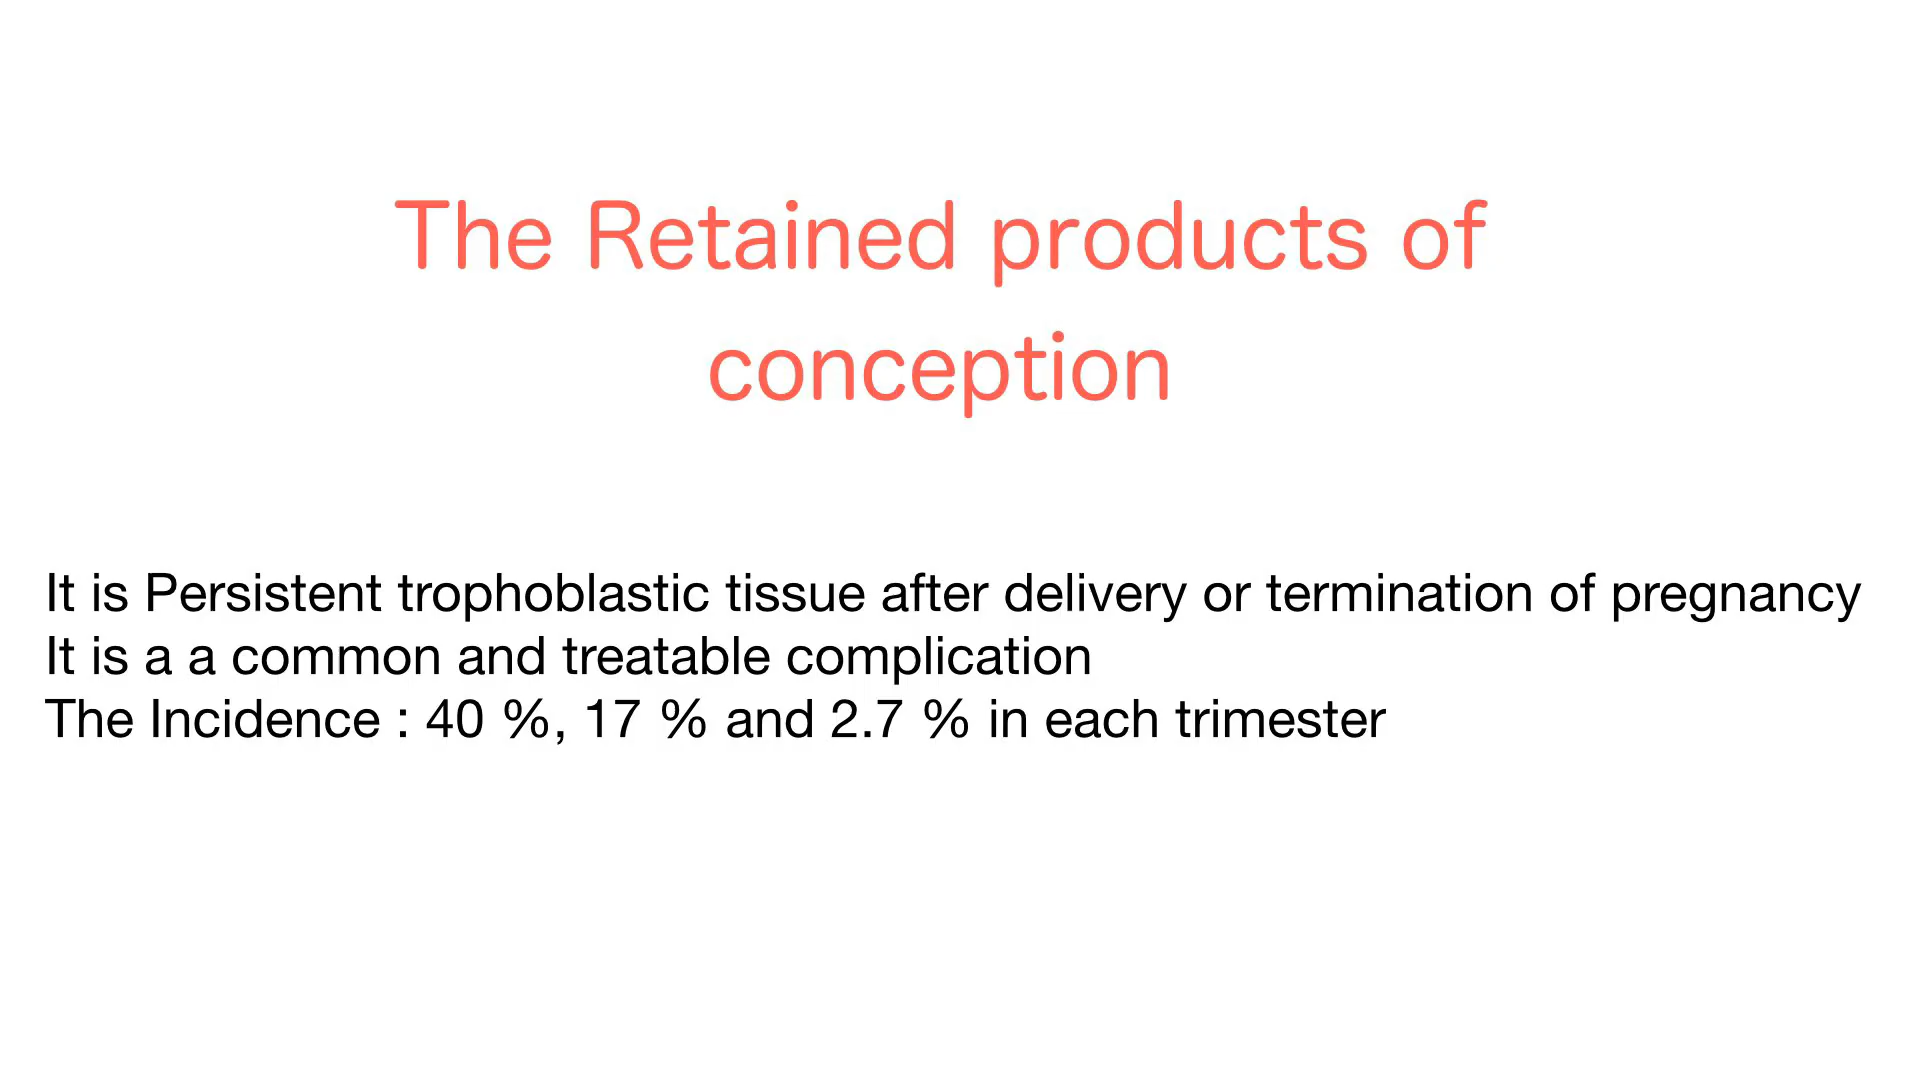 The Retained products of
conception
It is Persistent trophoblastic tissue after delivery or termination of pregnancy
It is a a common and treatable complication
The Incidence : 40 %, 17 % and 2.7 % in each trimester